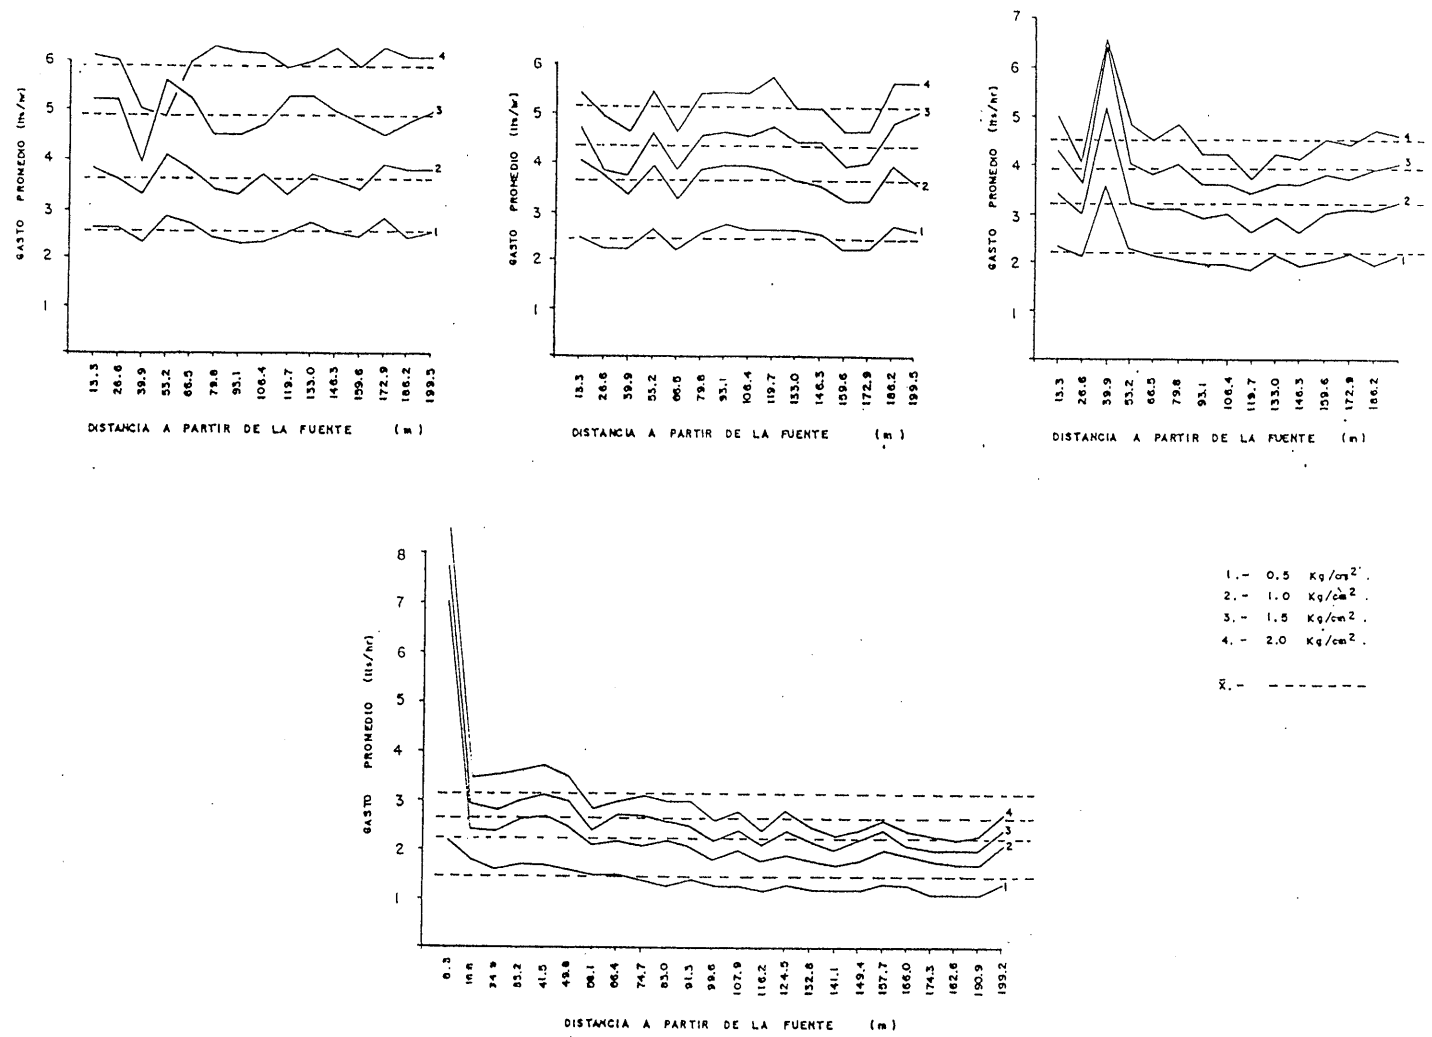 GASTO PROMEDIO (lts/hr)
6
5
4
3
2
1
4
3
2
1
13.3 26.6 39.9 53.2 66.5 79.8 93.1 106.4 119.7 133.0 146.3 159.6 172.9 186.2 199.5
DISTANCIA A PARTIR DE LA FUENTE (m)
GASTO PROMEDIO (lts/hr)
6
5
4
3
2
1
4
3
2
1
13.3 26.6 39.9 53.2 66.5 79.8 93.1 106.4 119.7 133.0 146.3 159.6 172.9 186.2 199.5
DISTANCIA A PARTIR DE LA FUENTE (m)
GASTO PROMEDIO (lts/hr)
7
6
5
4
3
2
1
4
3
2
1
13.3 26.6 39.9 53.2 66.5 79.8 93.1 106.4 119.7 133.0 146.3 159.6 172.9 186.2
DISTANCIA A PARTIR DE LA FUENTE (m)
GASTO PROMEDIO (lts/hr)
8
7
6
5
4
3
2
1
4
3
2
1
8.3 16.6 24.9 33.2 41.5 49.8 58.1 66.4 74.7 83.0 91.3 99.6 107.9 116.2 124.5 132.8 141.1 149.4 157.7 166.0 174.3 182.6 190.9 199.2
DISTANCIA A PARTIR DE LA FUENTE (m)
1.- 0.5 Kg/cm².
2.- 1.0 Kg/cm².
3.- 1.5 Kg/cm².
4.- 2.0 Kg/cm².
x̄.- -------